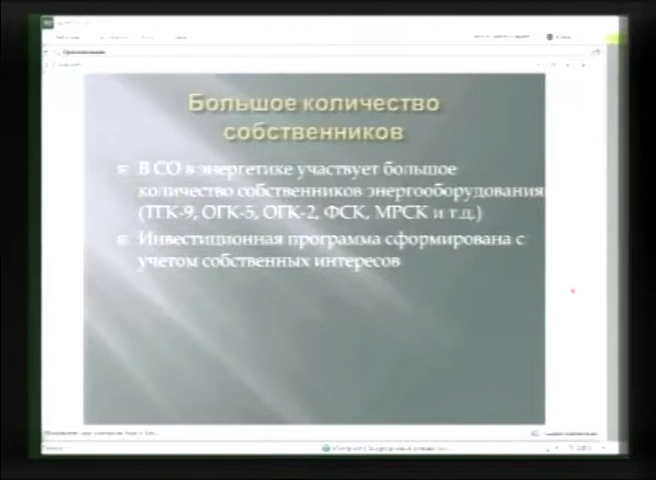 Большое количество
собственников
В СО в энергетике участвует большое
количество собственников энергооборудования
(ТГК-9, ОГК-5, ОГК-2, ФСК, МРСК и т.д.)
Инвестиционная программа сформирована с
учетом собственных интересов